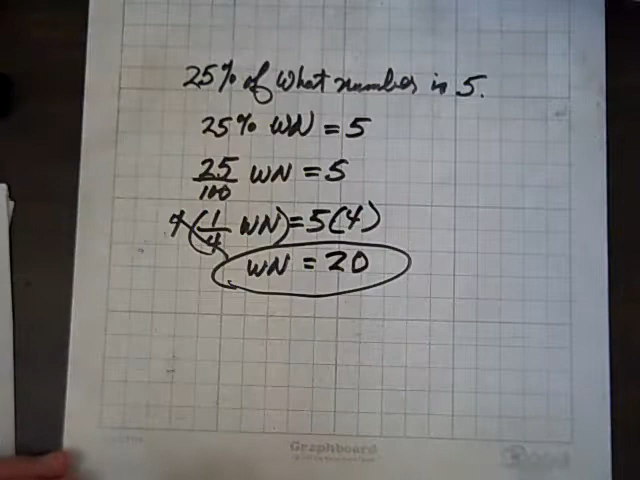 25% of what number is 5.
25% WN = 5
25/100 WN = 5
4(1/4 WN) = 5(4)
WN = 20
Graphboard